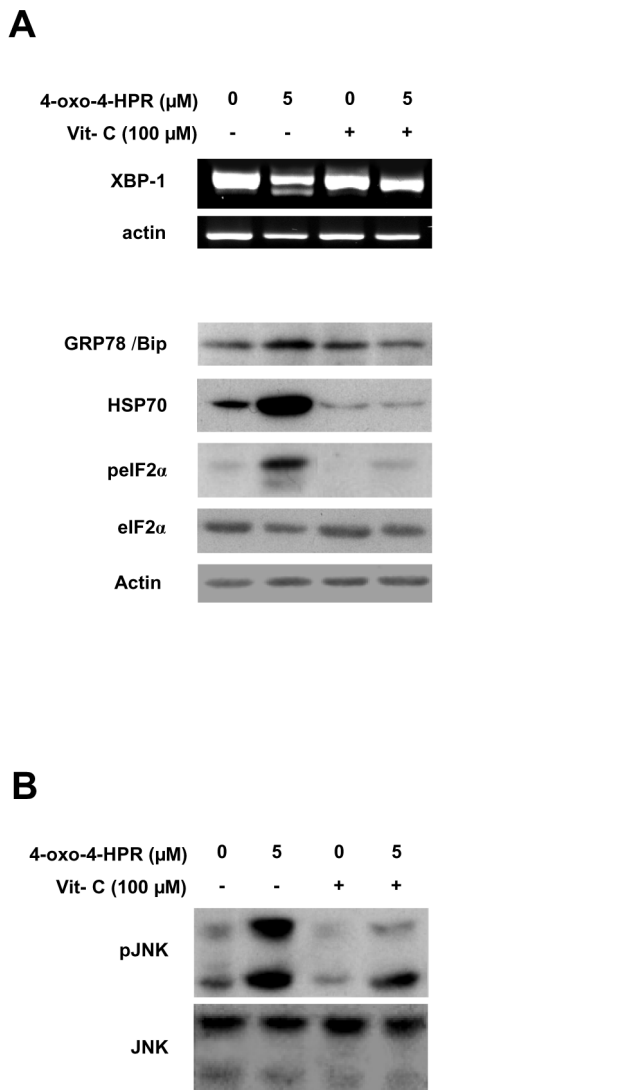 A
4-oxo-4-HPR (µM) 0 5 0 5
Vit- C (100 µM) - - + +
XBP-1
actin
GRP78 /Bip
HSP70
peIF2α
eIF2α
Actin
B
4-oxo-4-HPR (µM) 0 5 0 5
Vit- C (100 µM) - - + +
pJNK
JNK